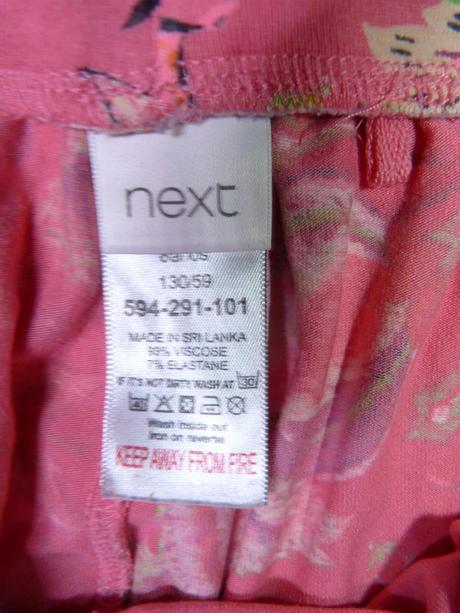 next
130/59
594-291-101
MADE IN SRI LANKA
93% VISCOSE
7% ELASTANE
IF IT'S NOT DIRTY WASH AT 30
40
Wash inside out
Iron on reverse
KEEP AWAY FROM FIRE